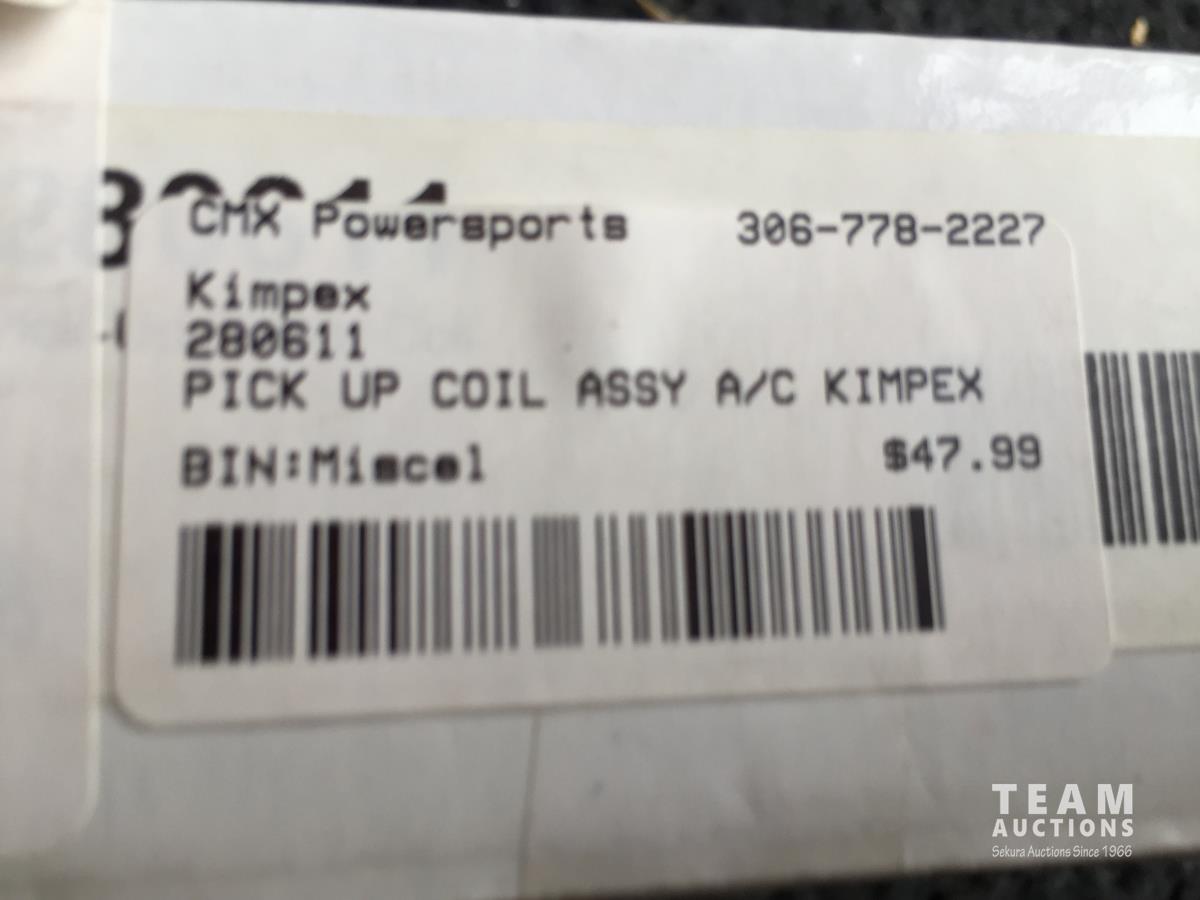 CMX Powersports 306-778-2227
Kimpex
280611
PICK UP COIL ASSY A/C KIMPEX
BIN:Miscel $47.99
TEAM
AUCTIONS
Sekura Auctions Since 1966